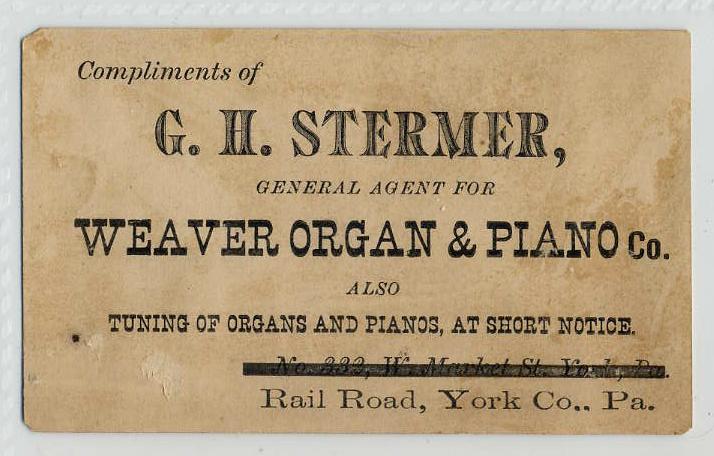 Compliments of
G. H. STERMER,
GENERAL AGENT FOR
WEAVER ORGAN & PIANO Co.
ALSO
TUNING OF ORGANS AND PIANOS, AT SHORT NOTICE.
No. 232, W. Market St. York, Pa.
Rail Road, York Co., Pa.